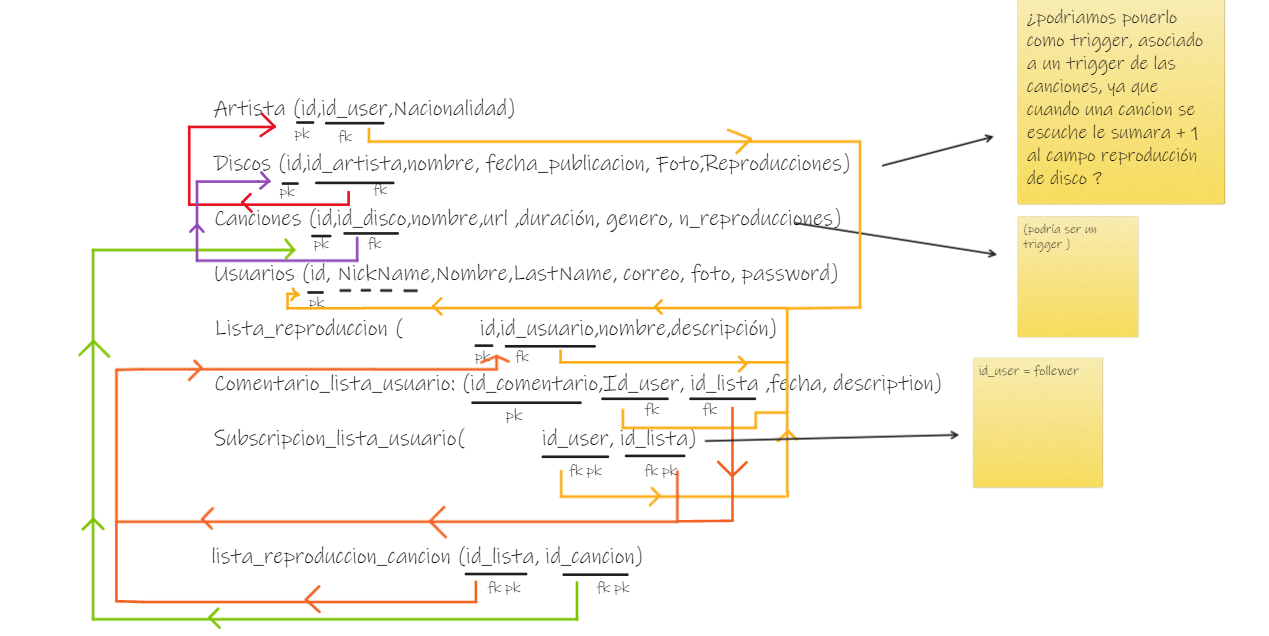 Artista (id,id_user,Nacionalidad)
pk
fk
Discos (id,id_artista,nombre, fecha_publicacion, Foto,Reproducciones)
pk
fk
Canciones (id,id_disco,nombre,url ,duración, genero, n_reproducciones)
pk
fk
Usuarios (id, NickName,Nombre,LastName, correo, foto, password)
pk
Lista_reproduccion ( id,id_usuario,nombre,descripción)
pk
fk
Comentario_lista_usuario: (id_comentario,Id_user, id_lista ,fecha, description)
pk
fk
fk
Subscripcion_lista_usuario( id_user, id_lista)
fk pk
fk pk
lista_reproduccion_cancion (id_lista, id_cancion)
fk pk
fk pk
¿podriamos ponerlo
como trigger, asociado
a un trigger de las
canciones, ya que
cuando una cancion se
escuche le sumara + 1
al campo reproducción
de disco ?
(podría ser un
trigger )
id_user = follewer